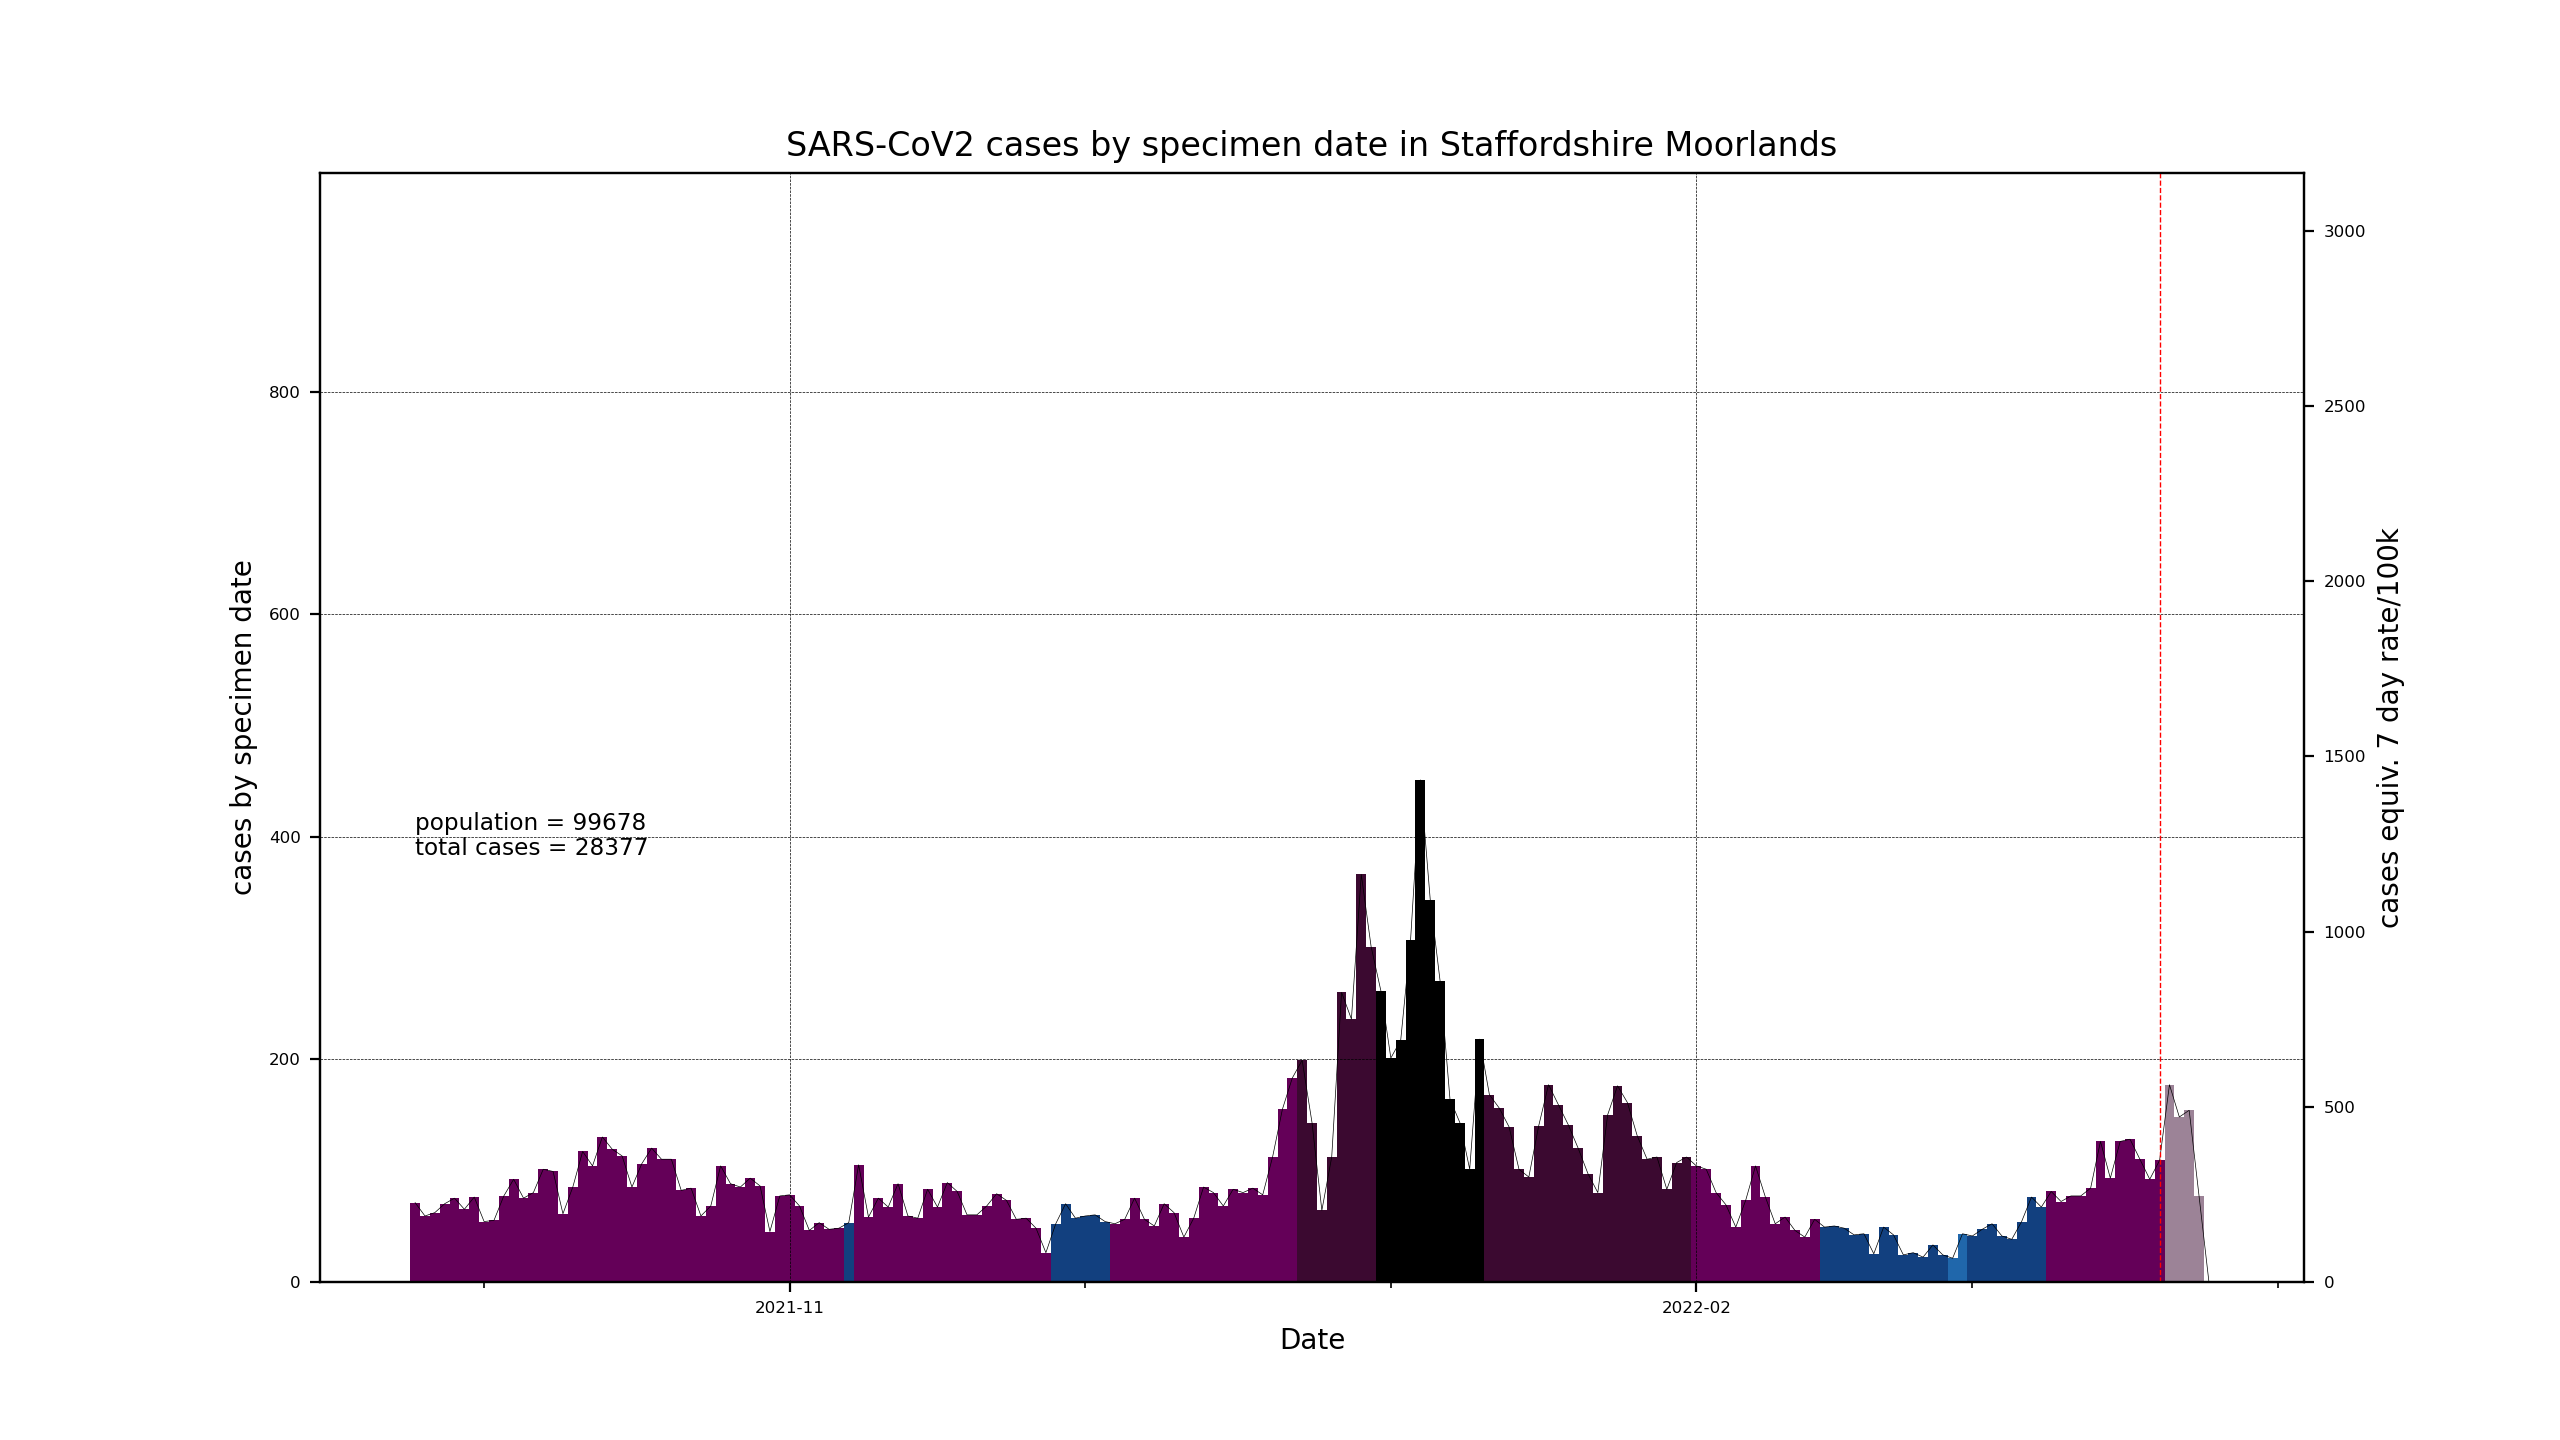 SARS-CoV2 cases by specimen date in Staffordshire Moorlands
cases by specimen date
800
600
400
200
0
population = 99678
total cases = 28377
3000
2500
2000
1500
1000
500
0
cases equiv. 7 day rate/100k
2021-11
2022-02
Date